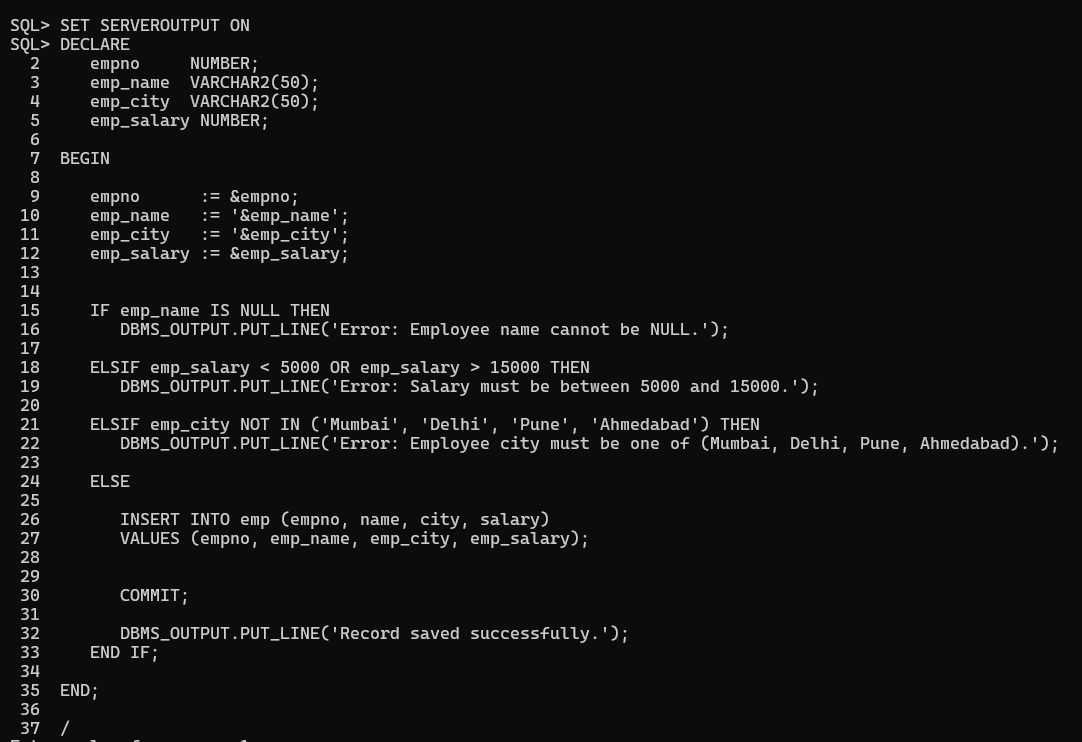 SQL> SET SERVEROUTPUT ON
SQL> DECLARE
  2     empno     NUMBER;
  3     emp_name  VARCHAR2(50);
  4     emp_city  VARCHAR2(50);
  5     emp_salary NUMBER;
  6
  7  BEGIN
  8
  9     empno      := &empno;
 10     emp_name   := '&emp_name';
 11     emp_city   := '&emp_city';
 12     emp_salary := &emp_salary;
 13
 14
 15     IF emp_name IS NULL THEN
 16        DBMS_OUTPUT.PUT_LINE('Error: Employee name cannot be NULL.');
 17
 18     ELSIF emp_salary < 5000 OR emp_salary > 15000 THEN
 19        DBMS_OUTPUT.PUT_LINE('Error: Salary must be between 5000 and 15000.');
 20
 21     ELSIF emp_city NOT IN ('Mumbai', 'Delhi', 'Pune', 'Ahmedabad') THEN
 22        DBMS_OUTPUT.PUT_LINE('Error: Employee city must be one of (Mumbai, Delhi, Pune, Ahmedabad).');
 23
 24     ELSE
 25
 26        INSERT INTO emp (empno, name, city, salary)
 27        VALUES (empno, emp_name, emp_city, emp_salary);
 28
 29
 30        COMMIT;
 31
 32        DBMS_OUTPUT.PUT_LINE('Record saved successfully.');
 33     END IF;
 34
 35  END;
 36
 37  /